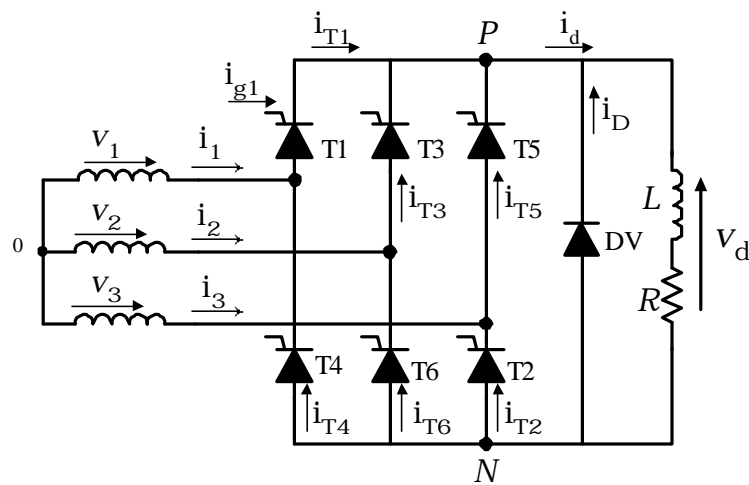 i_T1
P
i_d
i_g1
i_D
v_1
i_1
T1
T3
T5
v_2
i_2
i_T3
i_T5
L
0
DV
v_d
v_3
i_3
R
T4
T6
T2
i_T4
i_T6
i_T2
N